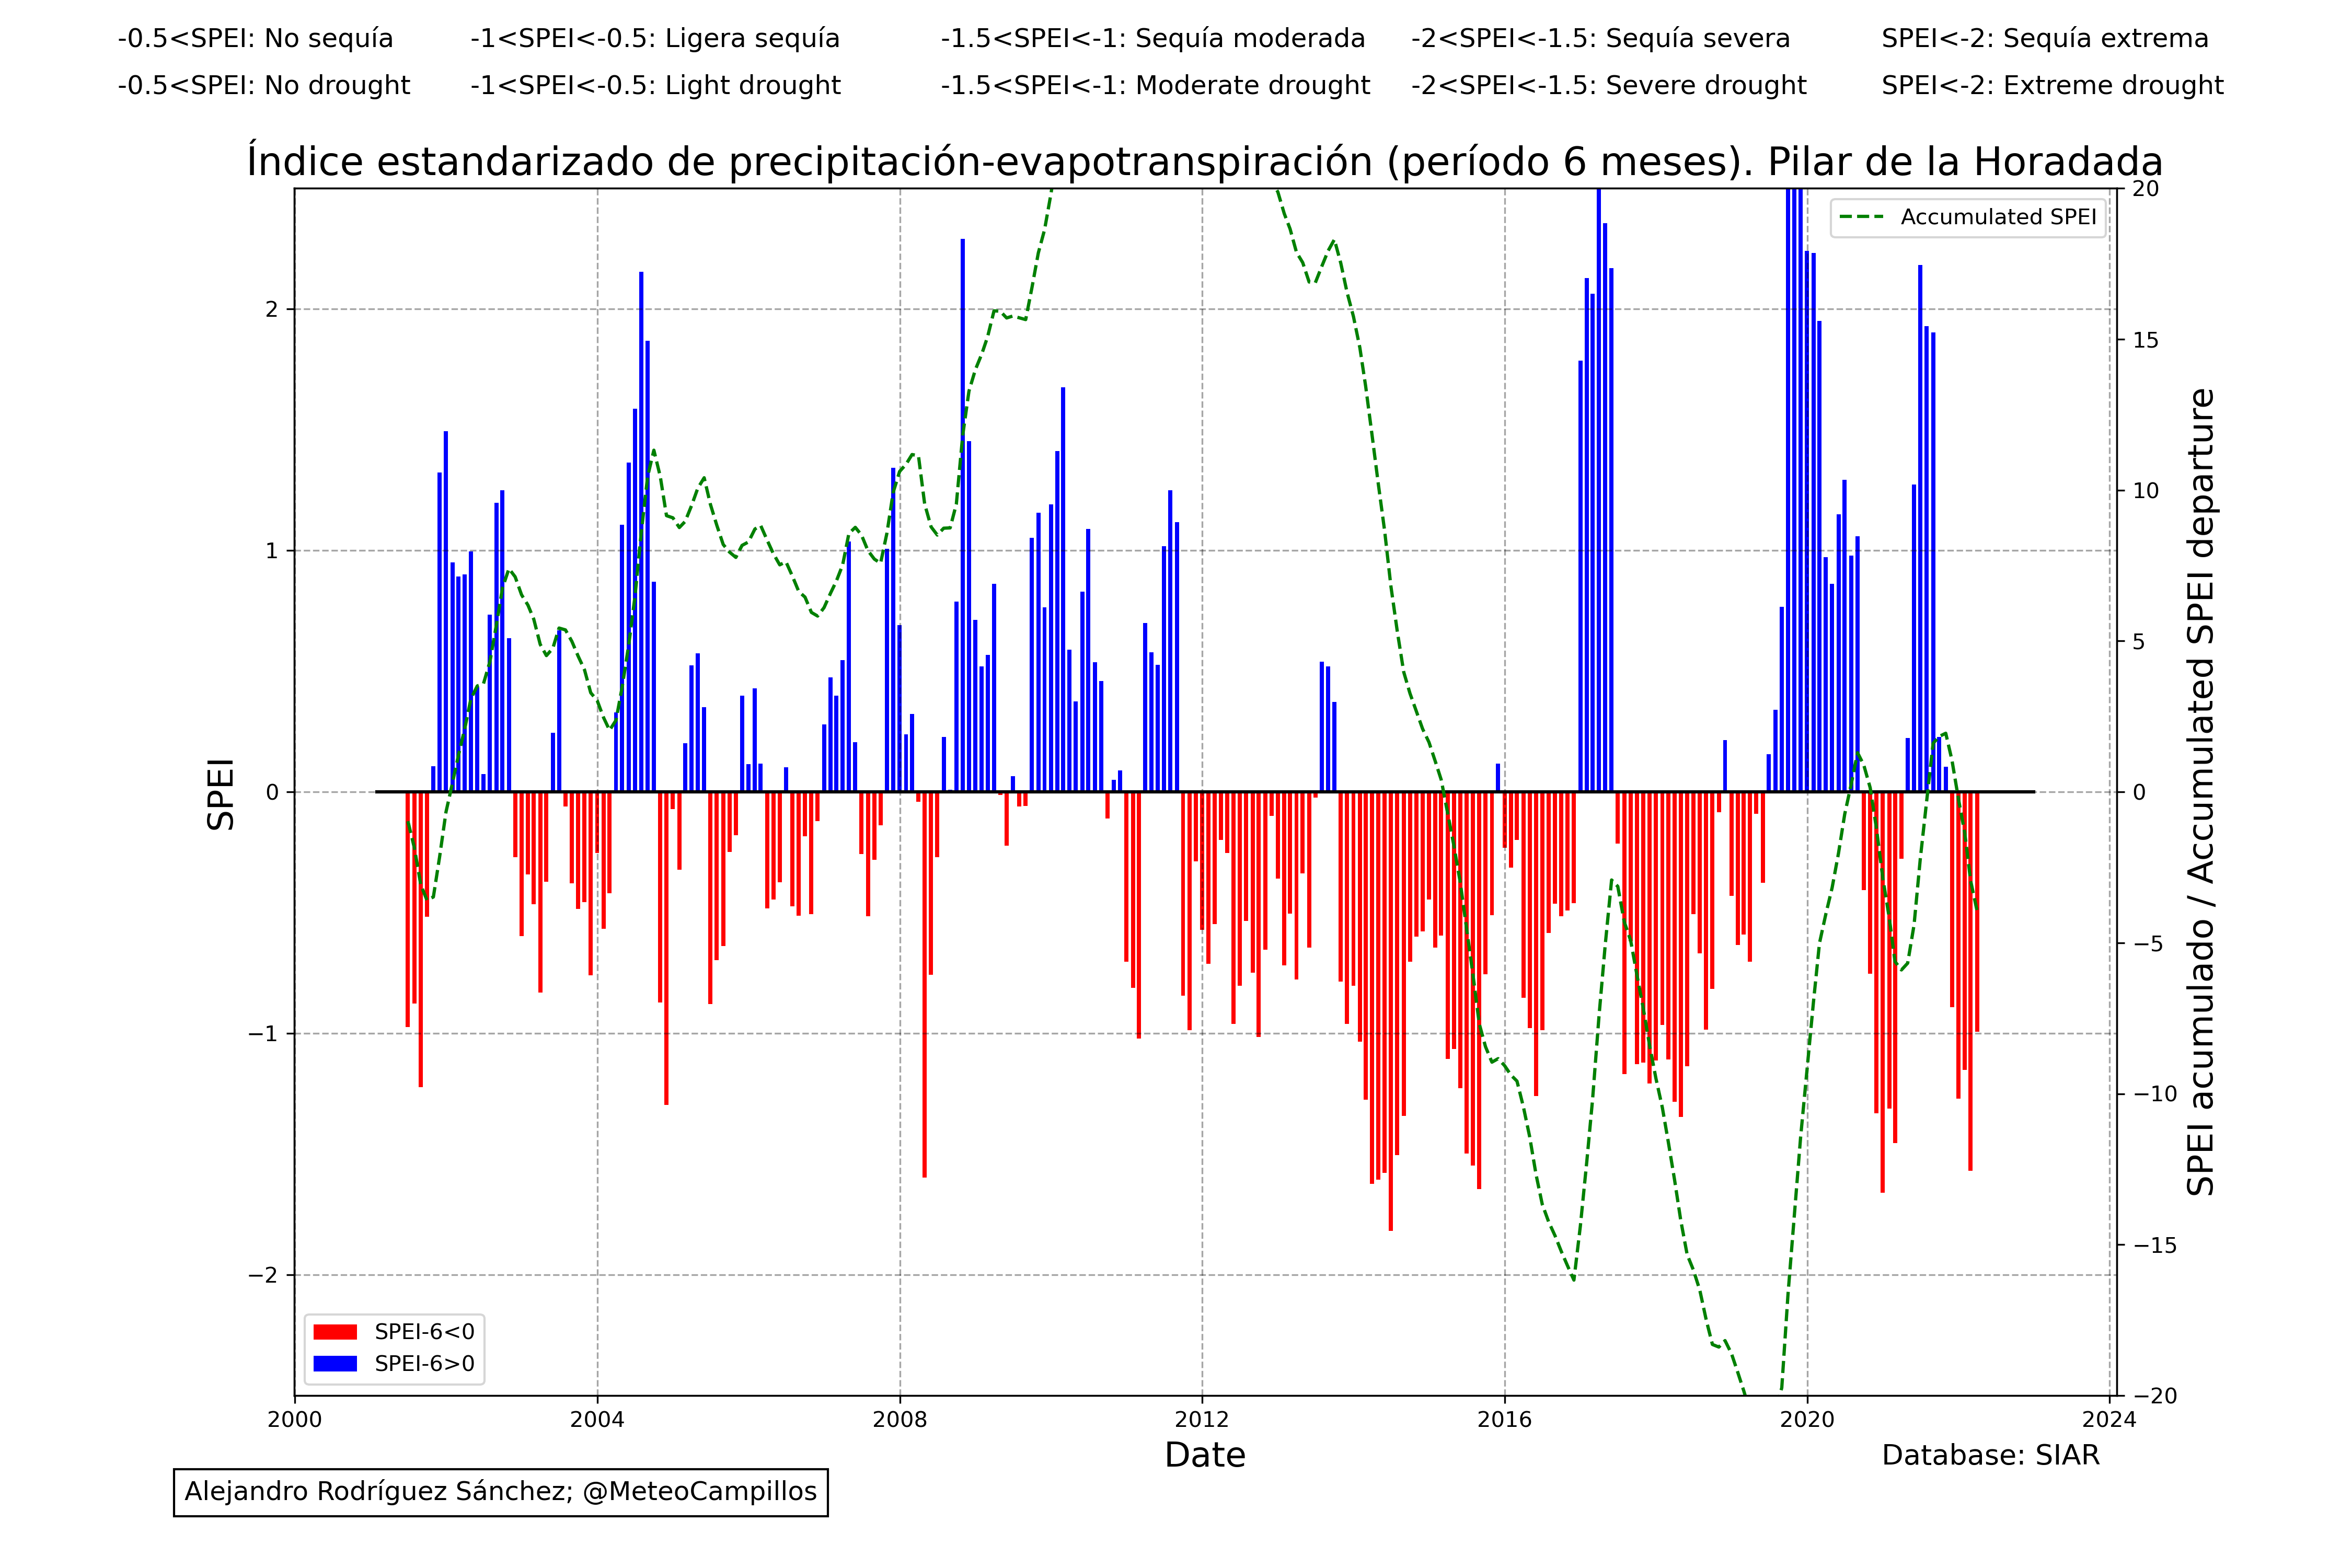 -0.5<SPEI: No sequía -1<SPEI<-0.5: Ligera sequía -1.5<SPEI<-1: Sequía moderada -2<SPEI<-1.5: Sequía severa SPEI<-2: Sequía extrema
-0.5<SPEI: No drought -1<SPEI<-0.5: Light drought -1.5<SPEI<-1: Moderate drought -2<SPEI<-1.5: Severe drought SPEI<-2: Extreme drought
Índice estandarizado de precipitación-evapotranspiración (período 6 meses). Pilar de la Horadada
Accumulated SPEI
SPEI
2
1
0
−1
−2
20
15
10
5
0
−5
−10
−15
−20
SPEI acumulado / Accumulated SPEI departure
SPEI-6<0
SPEI-6>0
2000 2004 2008 2012 2016 2020 2024
Date
Database: SIAR
Alejandro Rodríguez Sánchez; @MeteoCampillos